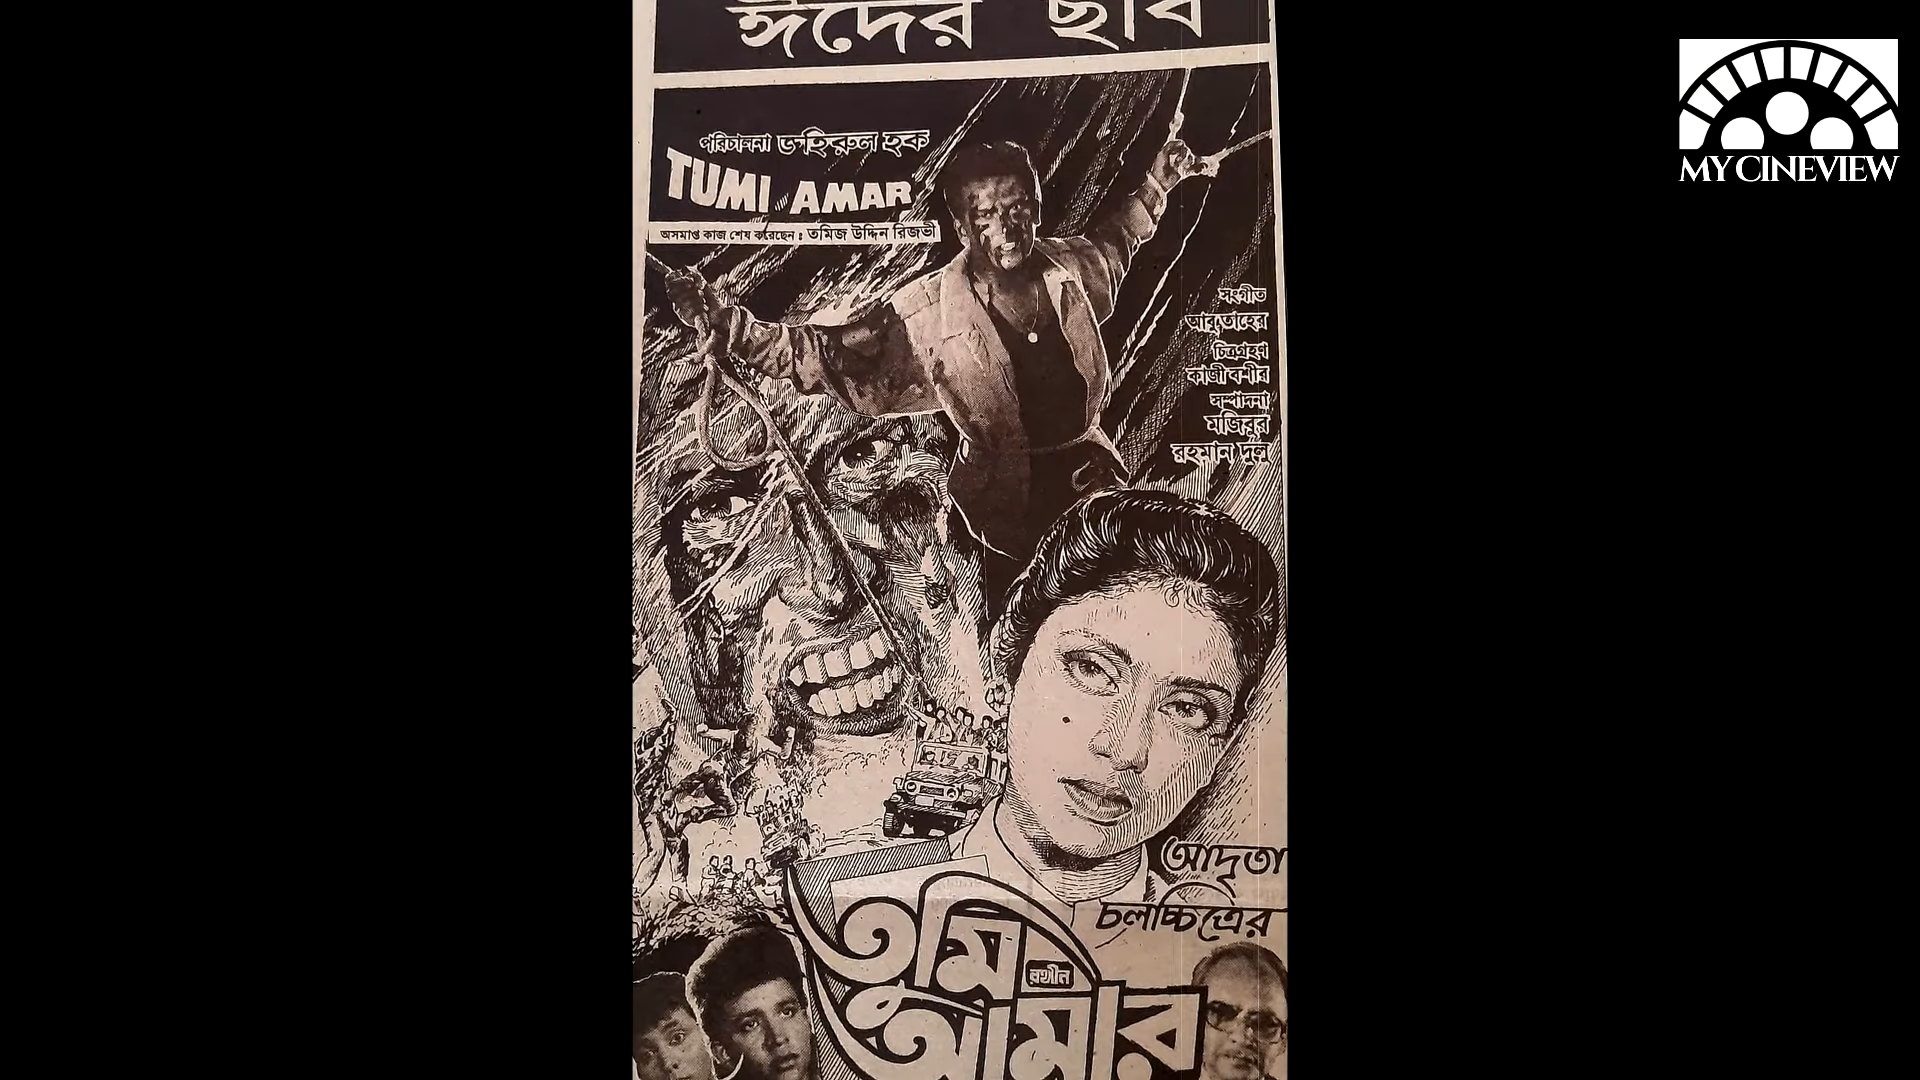 ঈদের ছবি
পরিচালনা জহিরুল হক
TUMI AMAR
অসমাপ্ত কাজ শেষ করেছেন : তমিজ উদ্দিন রিজভী
সংগীত
আবু তাহের
চিত্রগ্রহণ
কাজী বশীর
সম্পাদনা
মজিবুর
রহমান দুলু
আদৃতা
চলচ্চিত্রের
তুমি
রথীন
আমার
MY CINEVIEW